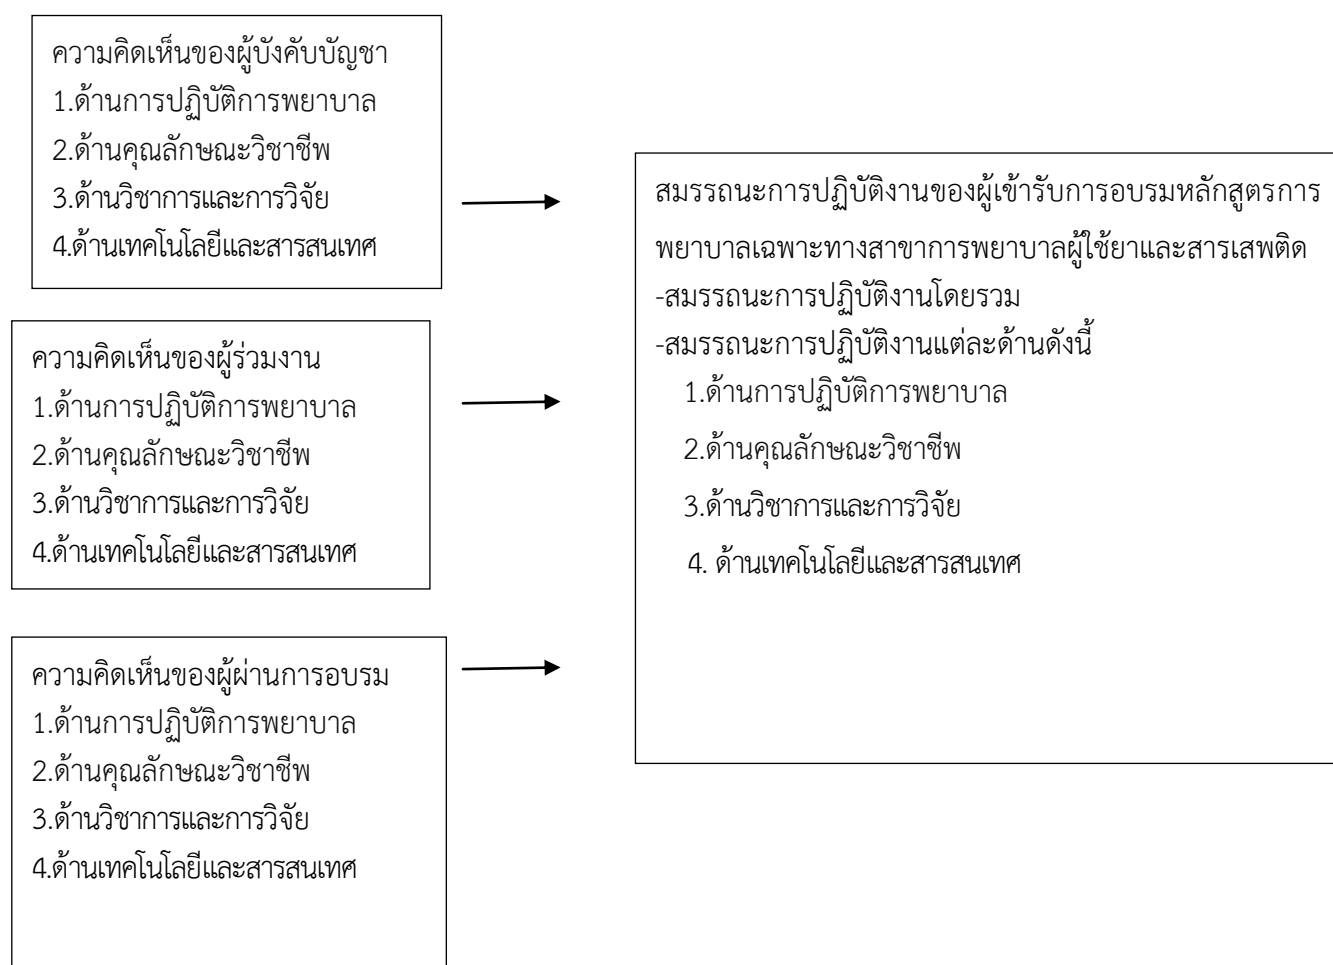 ความคิดเห็นของผู้บังคับบัญชา
1.ด้านการปฏิบัติการพยาบาล
2.ด้านคุณลักษณะวิชาชีพ
3.ด้านวิชาการและการวิจัย
4.ด้านเทคโนโลยีและสารสนเทศ
ความคิดเห็นของผู้ร่วมงาน
1.ด้านการปฏิบัติการพยาบาล
2.ด้านคุณลักษณะวิชาชีพ
3.ด้านวิชาการและการวิจัย
4.ด้านเทคโนโลยีและสารสนเทศ
ความคิดเห็นของผู้ผ่านการอบรม
1.ด้านการปฏิบัติการพยาบาล
2.ด้านคุณลักษณะวิชาชีพ
3.ด้านวิชาการและการวิจัย
4.ด้านเทคโนโลยีและสารสนเทศ
สมรรถนะการปฏิบัติงานของผู้เข้ารับการอบรมหลักสูตรการ
พยาบาลเฉพาะทางสาขาการพยาบาลผู้ใช้ยาและสารเสพติด
-สมรรถนะการปฏิบัติงานโดยรวม
-สมรรถนะการปฏิบัติงานแต่ละด้านดังนี้
1.ด้านการปฏิบัติการพยาบาล
2.ด้านคุณลักษณะวิชาชีพ
3.ด้านวิชาการและการวิจัย
4. ด้านเทคโนโลยีและสารสนเทศ